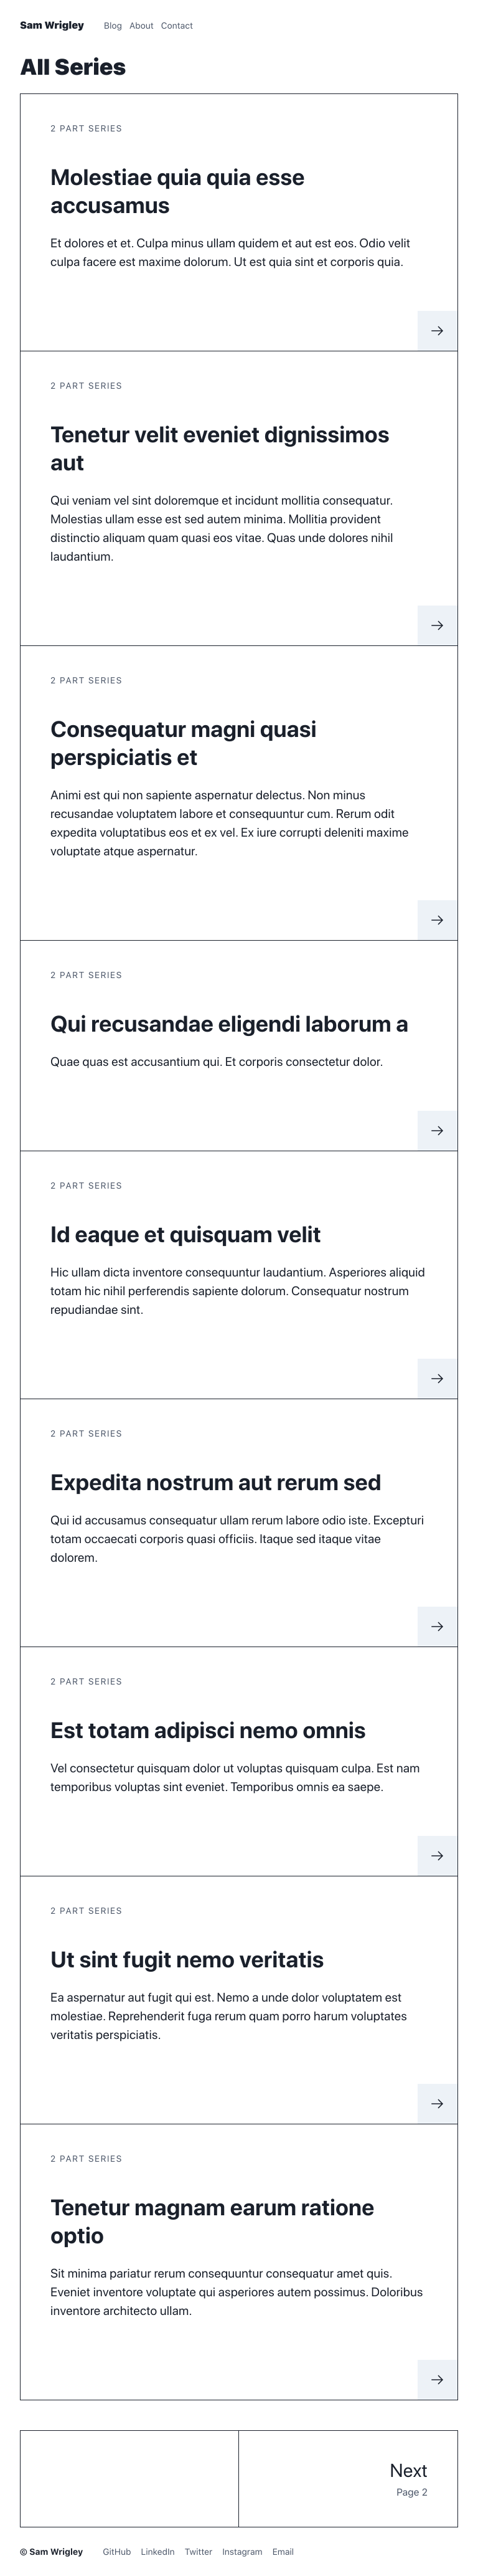 Sam Wrigley Blog About Contact
All Series
2 PART SERIES
Molestiae quia quia esse
accusamus
Et dolores et et. Culpa minus ullam quidem et aut est eos. Odio velit
culpa facere est maxime dolorum. Ut est quia sint et corporis quia.
2 PART SERIES
Tenetur velit eveniet dignissimos
aut
Qui veniam vel sint doloremque et incidunt mollitia consequatur.
Molestias ullam esse est sed autem minima. Mollitia provident
distinctio aliquam quam quasi eos vitae. Quas unde dolores nihil
laudantium.
2 PART SERIES
Consequatur magni quasi
perspiciatis et
Animi est qui non sapiente aspernatur delectus. Non minus
recusandae voluptatem labore et consequuntur cum. Rerum odit
expedita voluptatibus eos et ex vel. Ex iure corrupti deleniti maxime
voluptate atque aspernatur.
2 PART SERIES
Qui recusandae eligendi laborum a
Quae quas est accusantium qui. Et corporis consectetur dolor.
2 PART SERIES
Id eaque et quisquam velit
Hic ullam dicta inventore consequuntur laudantium. Asperiores aliquid
totam hic nihil perferendis sapiente dolorum. Consequatur nostrum
repudiandae sint.
2 PART SERIES
Expedita nostrum aut rerum sed
Qui id accusamus consequatur ullam rerum labore odio iste. Excepturi
totam occaecati corporis quasi officiis. Itaque sed itaque vitae
dolorem.
2 PART SERIES
Est totam adipisci nemo omnis
Vel consectetur quisquam dolor ut voluptas quisquam culpa. Est nam
temporibus voluptas sint eveniet. Temporibus omnis ea saepe.
2 PART SERIES
Ut sint fugit nemo veritatis
Ea aspernatur aut fugit qui est. Nemo a unde dolor voluptatem est
molestiae. Reprehenderit fuga rerum quam porro harum voluptates
veritatis perspiciatis.
2 PART SERIES
Tenetur magnam earum ratione
optio
Sit minima pariatur rerum consequuntur consequatur amet quis.
Eveniet inventore voluptate qui asperiores autem possimus. Doloribus
inventore architecto ullam.
Next
Page 2
© Sam Wrigley GitHub LinkedIn Twitter Instagram Email